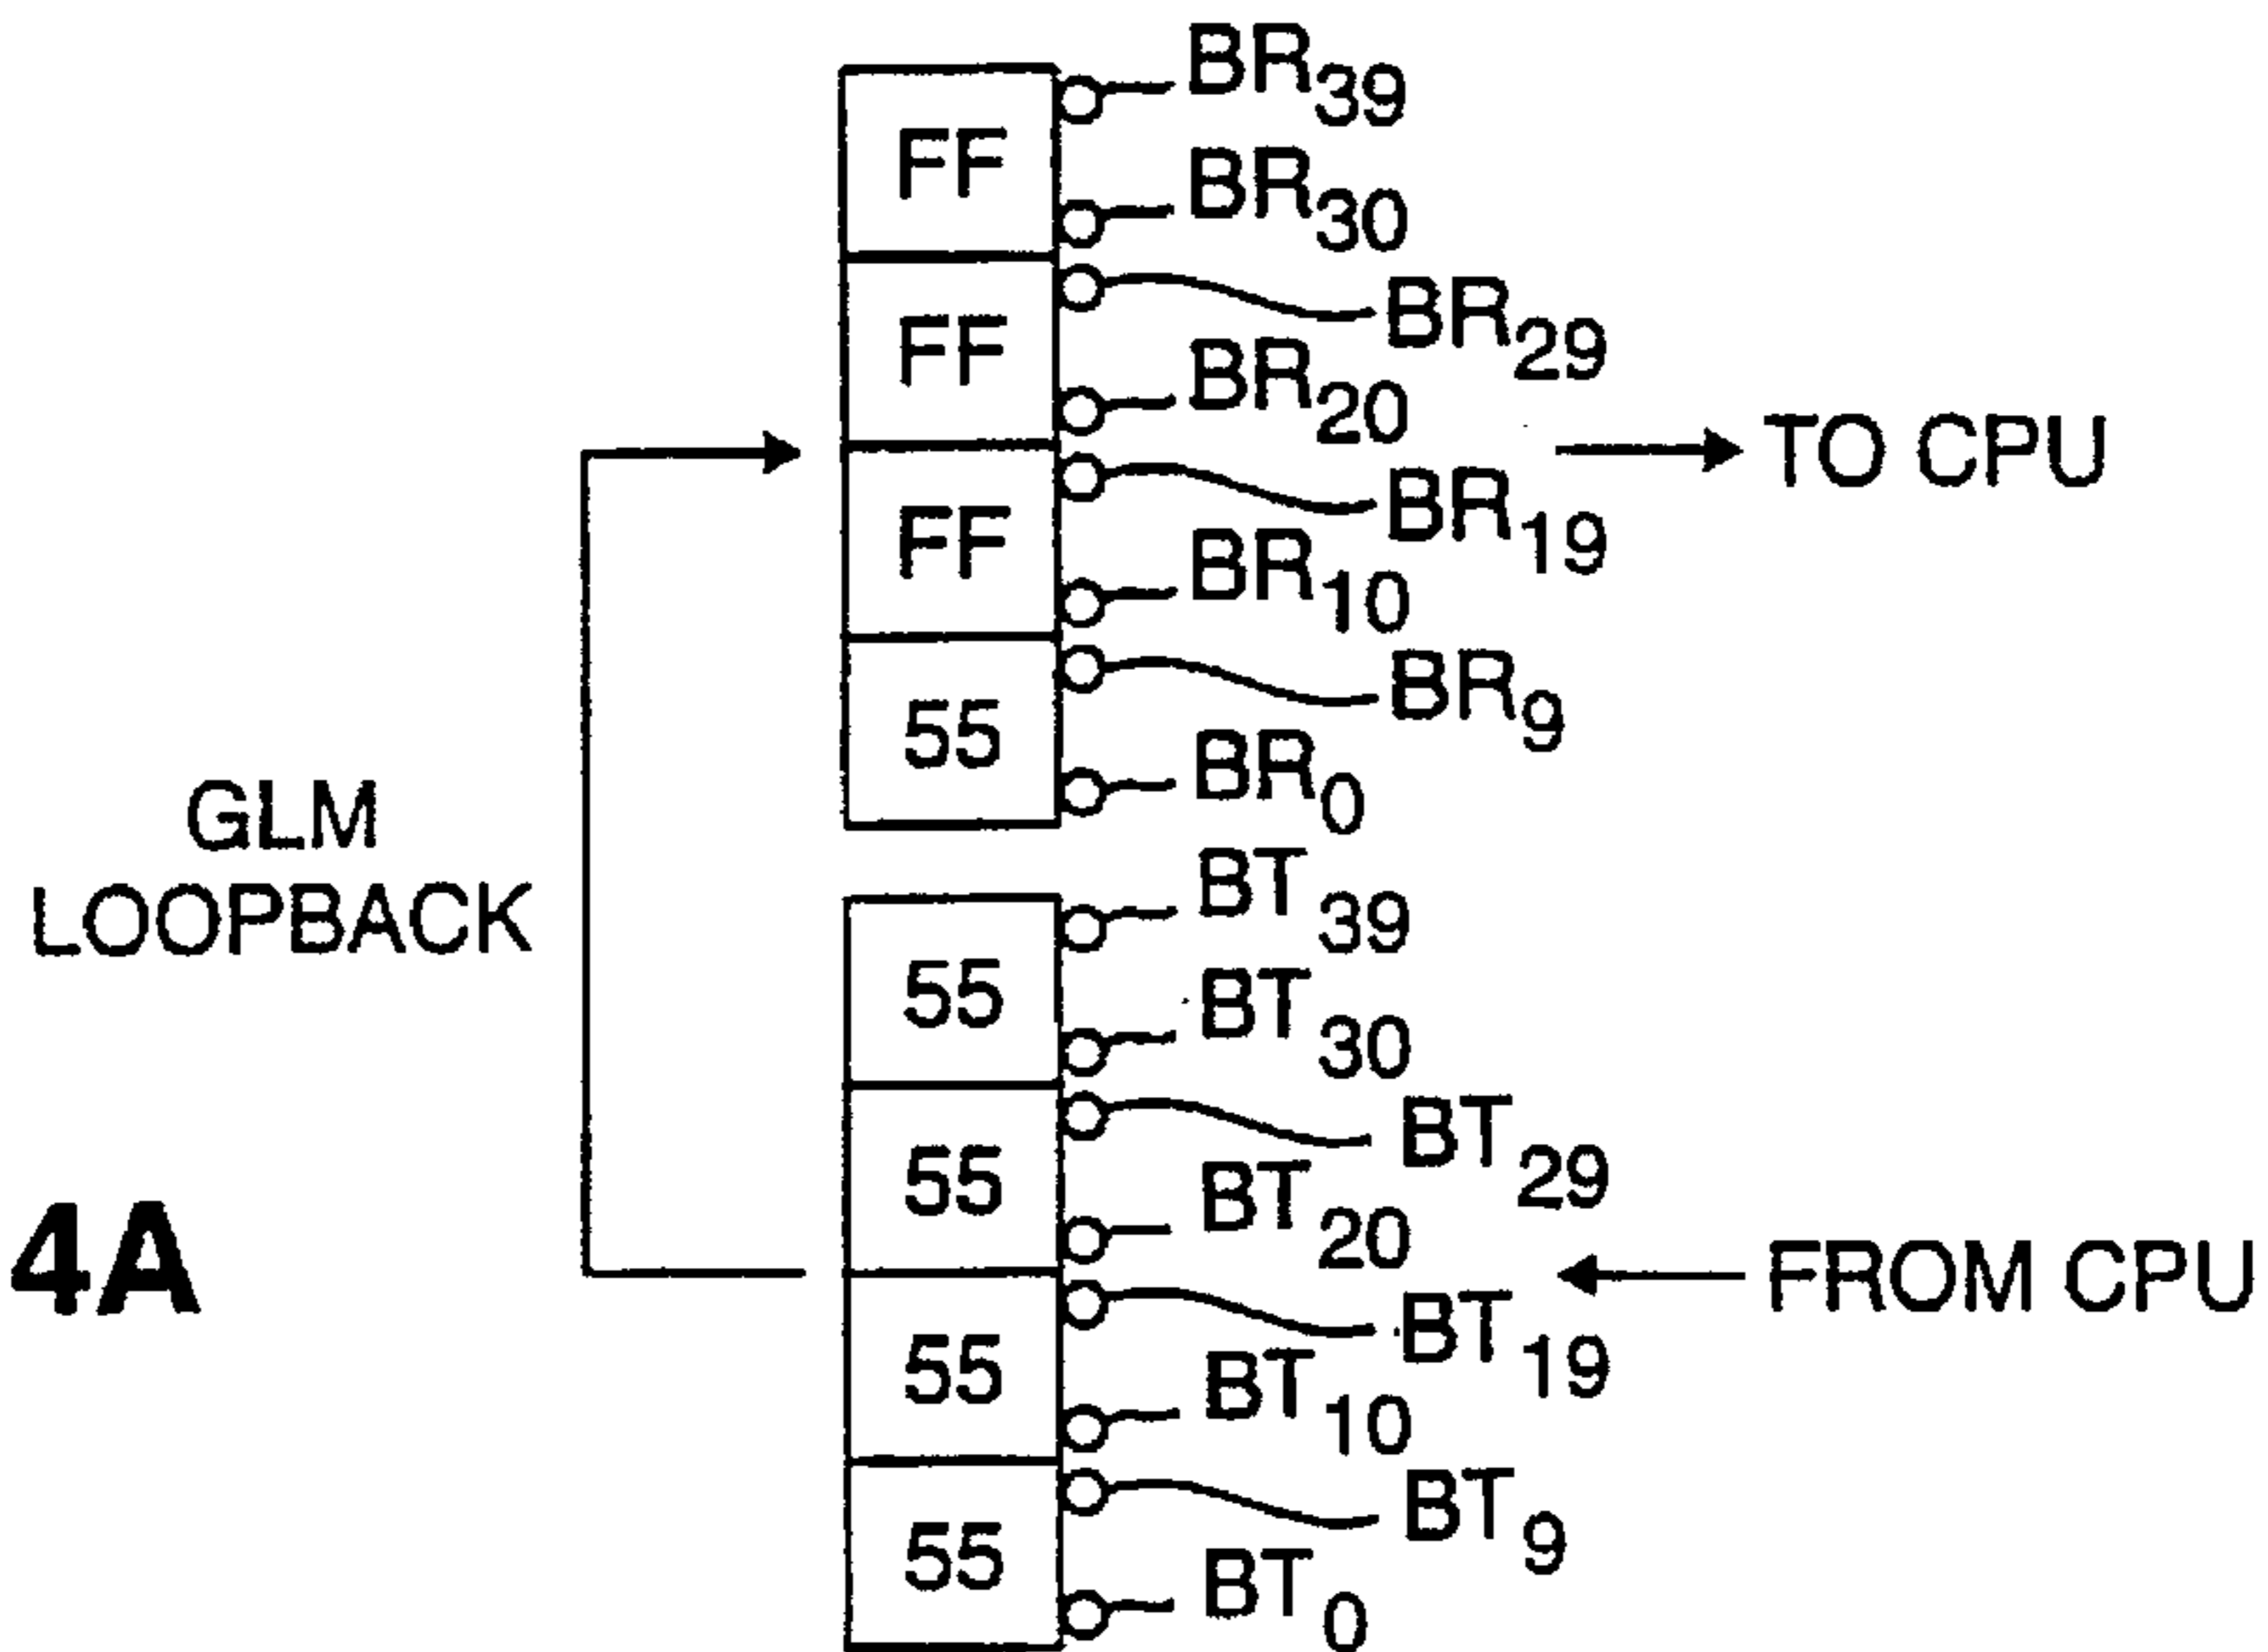 BR39
FF
BR30
BR29
FF
BR20
TO CPU
BR19
FF
BR10
BR9
55
BR0
GLM
LOOPBACK
BT39
55
BT30
BT29
55
BT20
4A
FROM CPU
BT19
55
BT10
BT9
55
BT0